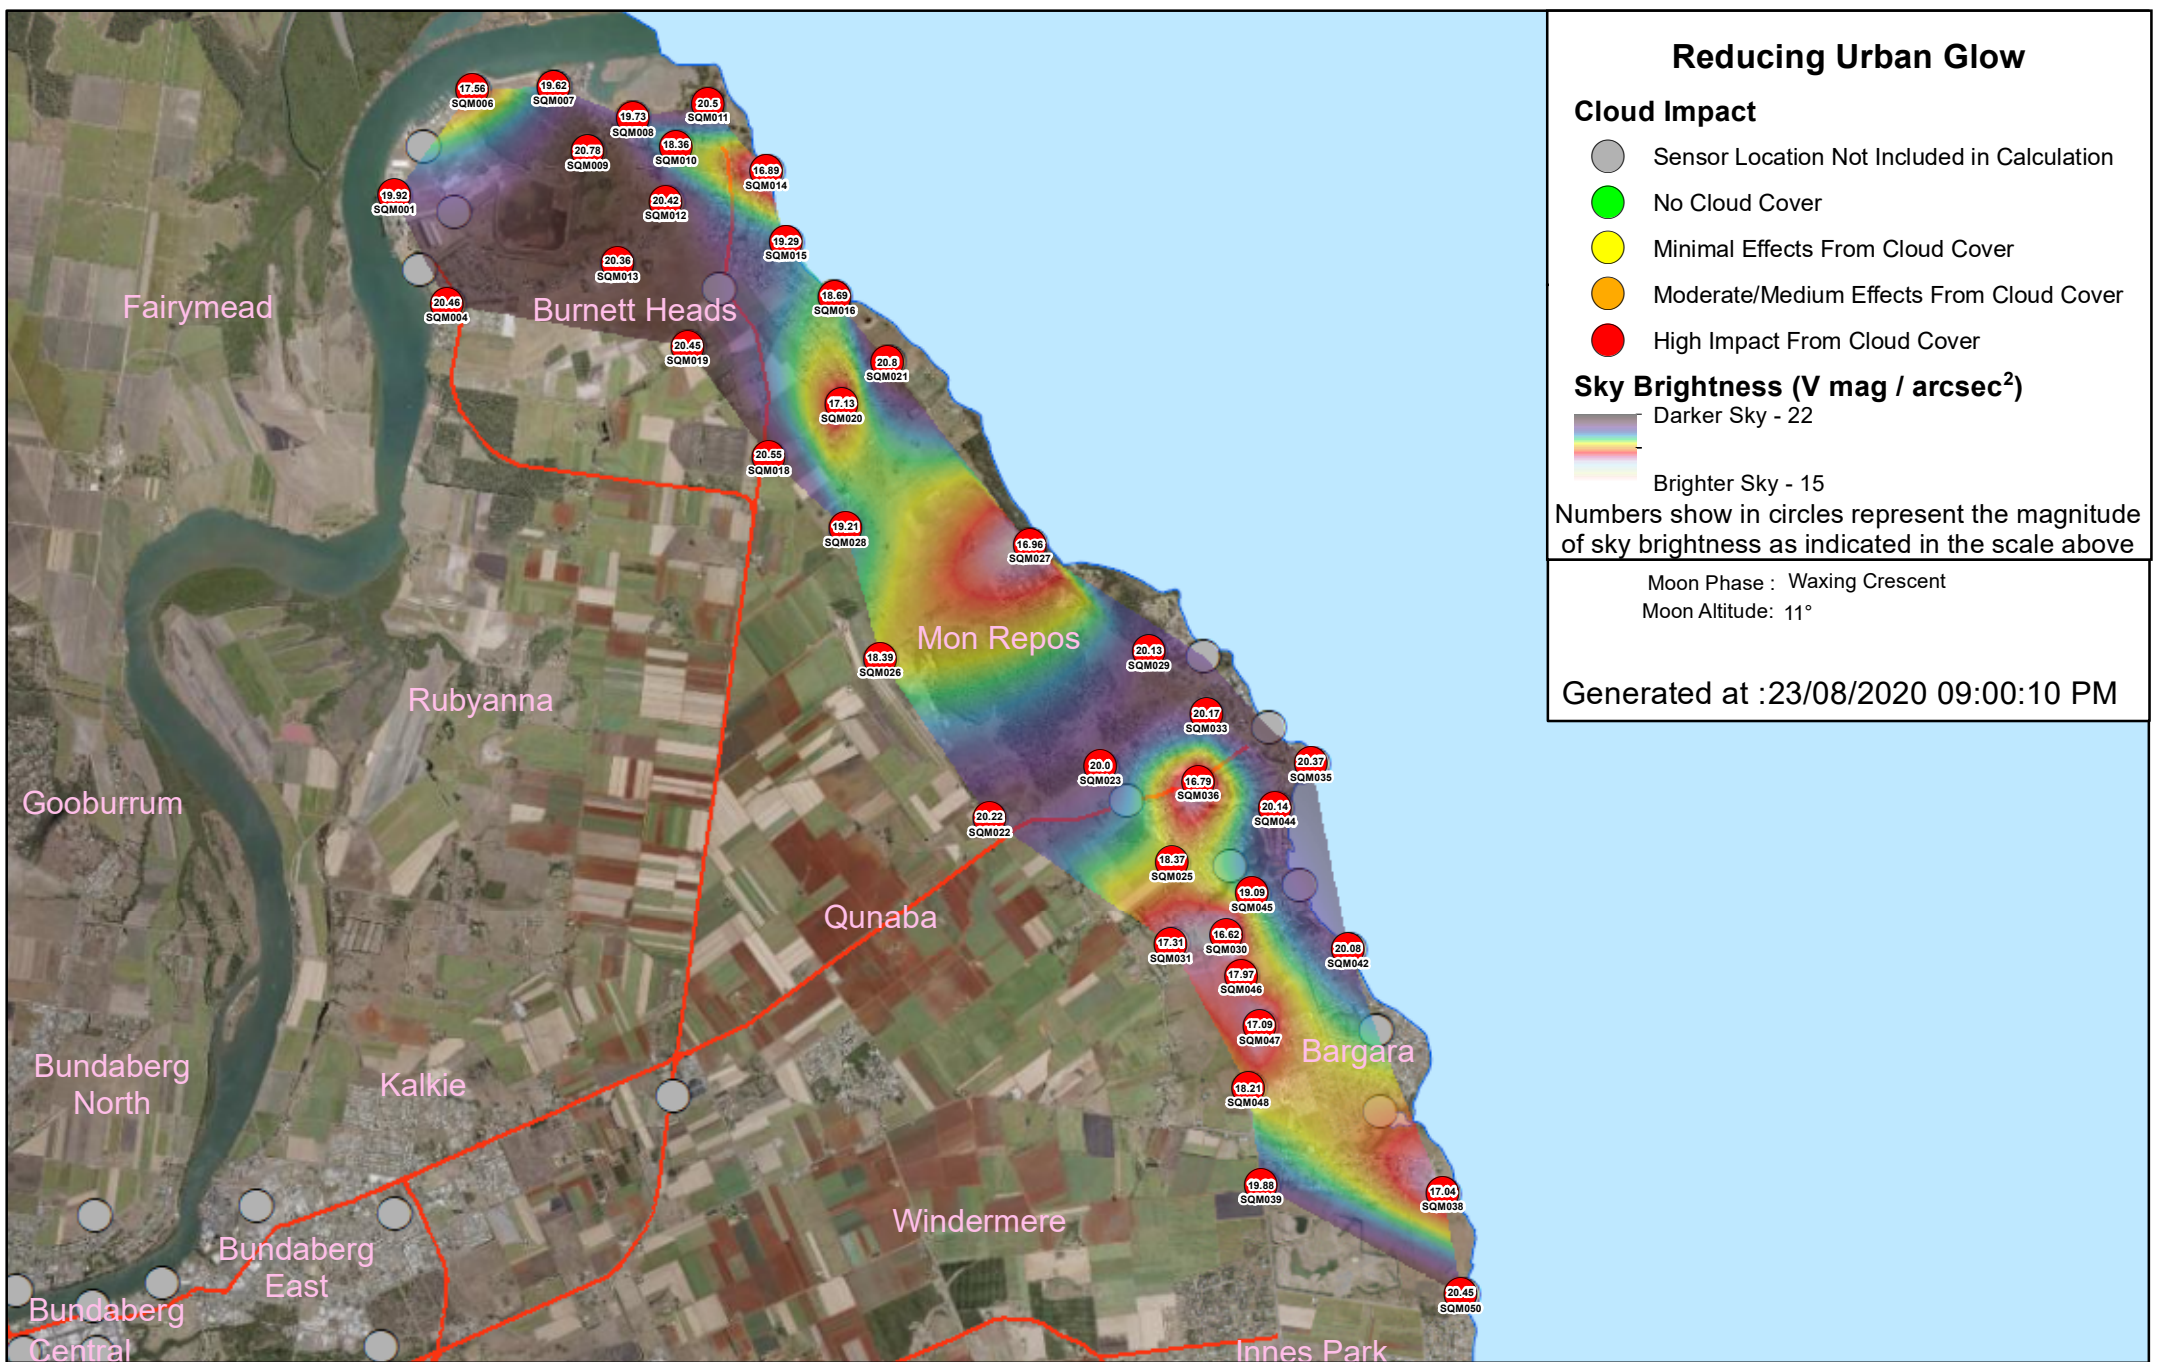 Reducing Urban Glow
Cloud Impact
Sensor Location Not Included in Calculation
No Cloud Cover
Minimal Effects From Cloud Cover
Moderate/Medium Effects From Cloud Cover
High Impact From Cloud Cover
Sky Brightness (V mag / arcsec²)
Darker Sky - 22
Brighter Sky - 15
Numbers show in circles represent the magnitude
of sky brightness as indicated in the scale above
Moon Phase : Waxing Crescent
Moon Altitude: 11°
Generated at :23/08/2020 09:00:10 PM
17.56
SQM006
19.62
SQM007
19.73
SQM008
20.5
SQM011
20.78
SQM009
18.36
SQM010
16.89
SQM014
19.92
SQM001
20.42
SQM012
19.29
SQM015
20.36
SQM013
20.46
SQM004
18.69
SQM016
Fairymead
Burnett Heads
20.45
SQM019
20.8
SQM021
17.13
SQM020
20.55
SQM018
19.21
SQM028
16.96
SQM027
Mon Repos
18.39
SQM026
20.13
SQM029
Rubyanna
20.17
SQM033
20.0
SQM023
16.79
SQM036
20.37
SQM035
Gooburrum
20.22
SQM022
20.14
SQM044
18.37
SQM025
19.09
SQM045
Qunaba
17.31
SQM031
16.62
SQM030
20.08
SQM042
17.97
SQM046
17.09
SQM047
Bargara
Bundaberg
North
Kalkie
18.21
SQM048
19.88
SQM039
17.04
SQM038
Windermere
Bundaberg
East
20.45
SQM050
Bundaberg
Central
Innes Park